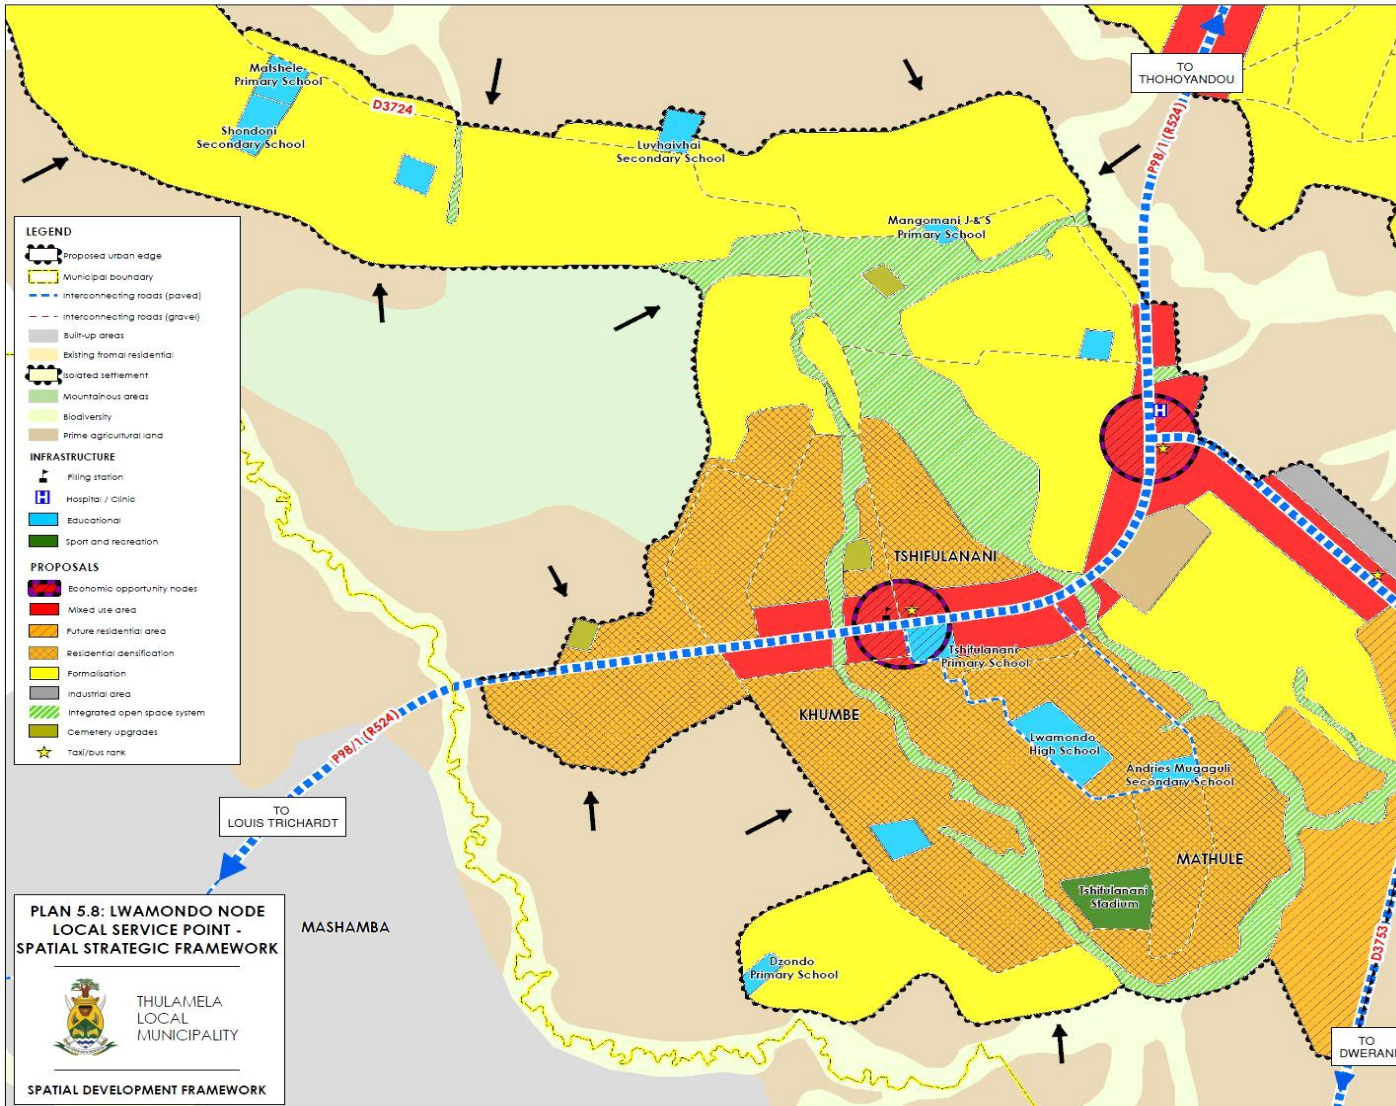 TO
THOHOYANDOU
Matshele
Primary School
D3724
Shondoni
Secondary School
Luvhaivhai
Secondary School
P98/1 (R524)
Mangomani J & S
Primary School
LEGEND
Proposed urban edge
Municipal boundary
Interconnecting roads (paved)
Interconnecting roads (gravel)
Built-up areas
Existing fromal residential
Isolated settlement
Mountainous areas
Biodiversity
Prime agricultural land
INFRASTRUCTURE
Filing station
H
Hospital / Clinic
Educational
Sport and recreation
PROPOSALS
Economic opportunity nodes
Mixed use area
Future residential area
Residential densification
Formalisation
Industrial area
Integrated open space system
Cemetery upgrades
Taxi/bus rank
H
TSHIFULANANI
Tshifulanani
Primary School
KHUMBE
Lwamondo
High School
Andries Mugaguli
Secondary School
P98/1 (R524)
TO
LOUIS TRICHARDT
MATHULE
Tshifulanani
Stadium
MASHAMBA
Dzondo
Primary School
D3753
TO
DWERANI
PLAN 5.8: LWAMONDO NODE
LOCAL SERVICE POINT -
SPATIAL STRATEGIC FRAMEWORK
THULAMELA
LOCAL
MUNICIPALITY
SPATIAL DEVELOPMENT FRAMEWORK